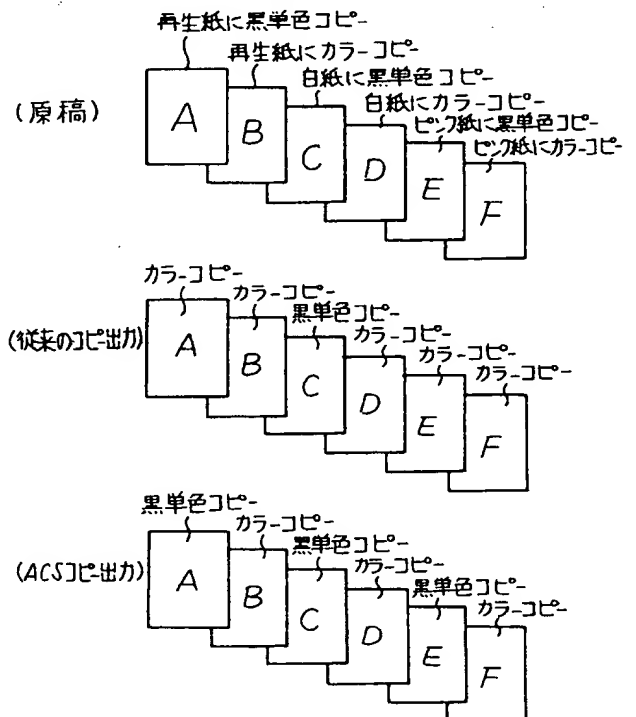 再生紙に黒単色コピー
再生紙にカラーコピー
白紙に黒単色コピー
白紙にカラーコピー
ピンク紙に黒単色コピー
ピンク紙にカラーコピー
(原稿)
A
B
C
D
E
F
カラーコピー
カラーコピー
黒単色コピー
カラーコピー
カラーコピー
カラーコピー
(従来のコピー出力)
A
B
C
D
E
F
黒単色コピー
カラーコピー
黒単色コピー
カラーコピー
黒単色コピー
カラーコピー
(ACSコピー出力)
A
B
C
D
E
F